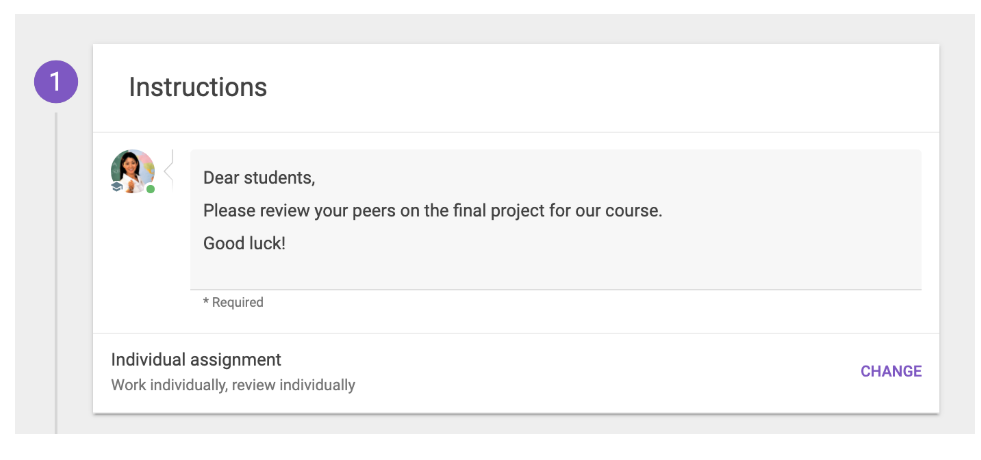 1
Instructions
Dear students,
Please review your peers on the final project for our course.
Good luck!
* Required
Individual assignment
Work individually, review individually
CHANGE